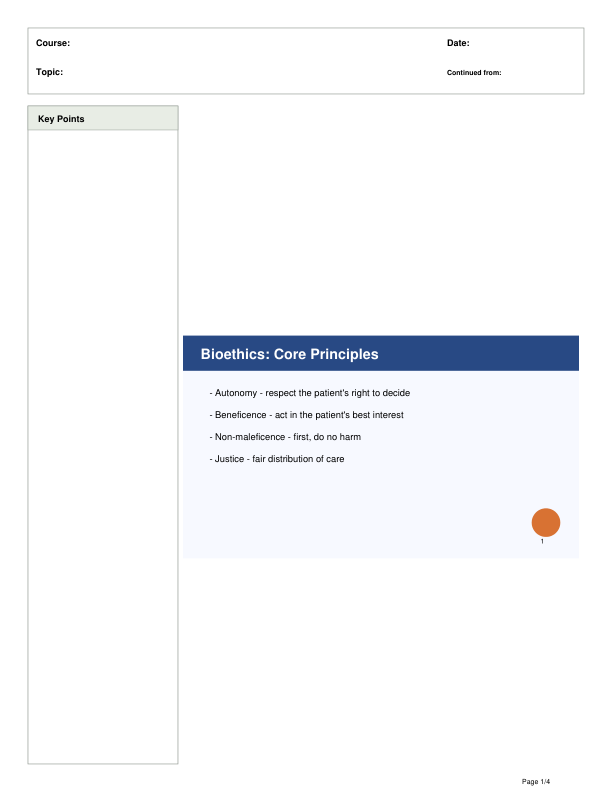 Course:
Date:
Topic:
Continued from:
Key Points
Bioethics: Core Principles
- Autonomy - respect the patient's right to decide
- Beneficence - act in the patient's best interest
- Non-maleficence - first, do no harm
- Justice - fair distribution of care
1
Page 1/4